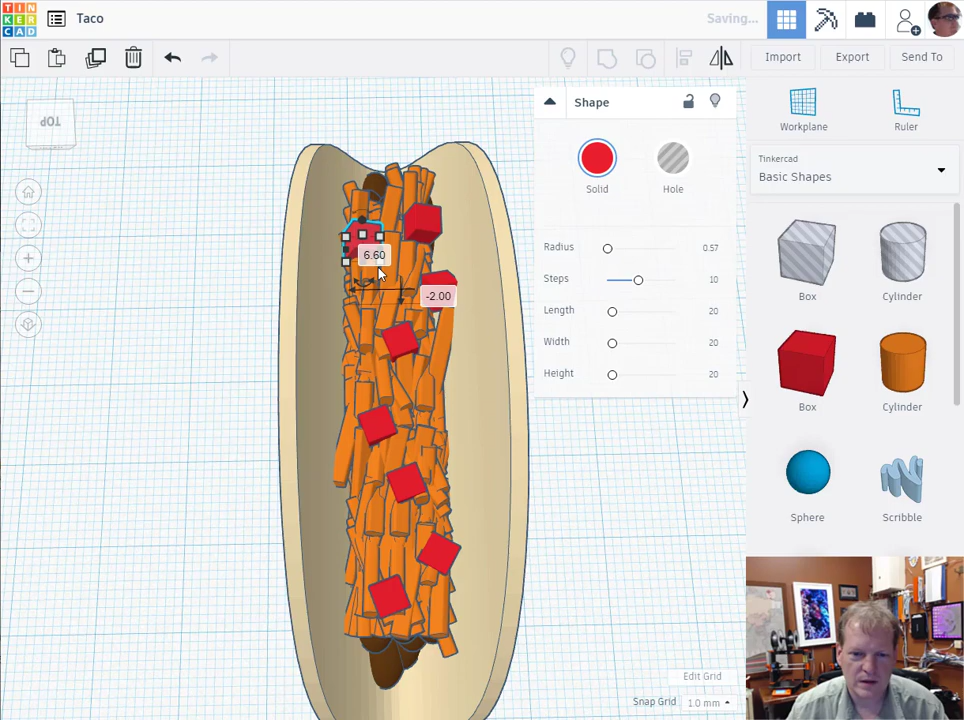 TIN
KER
CAD
Taco
Saving...
Import
Export
Send To
TOP
Shape
Solid
Hole
Radius
0.57
Steps
10
Length
20
Width
20
Height
20
6.60
-2.00
Workplane
Ruler
Tinkercad
Basic Shapes
Box
Cylinder
Box
Cylinder
Sphere
Scribble
Edit Grid
Snap Grid
1.0 mm